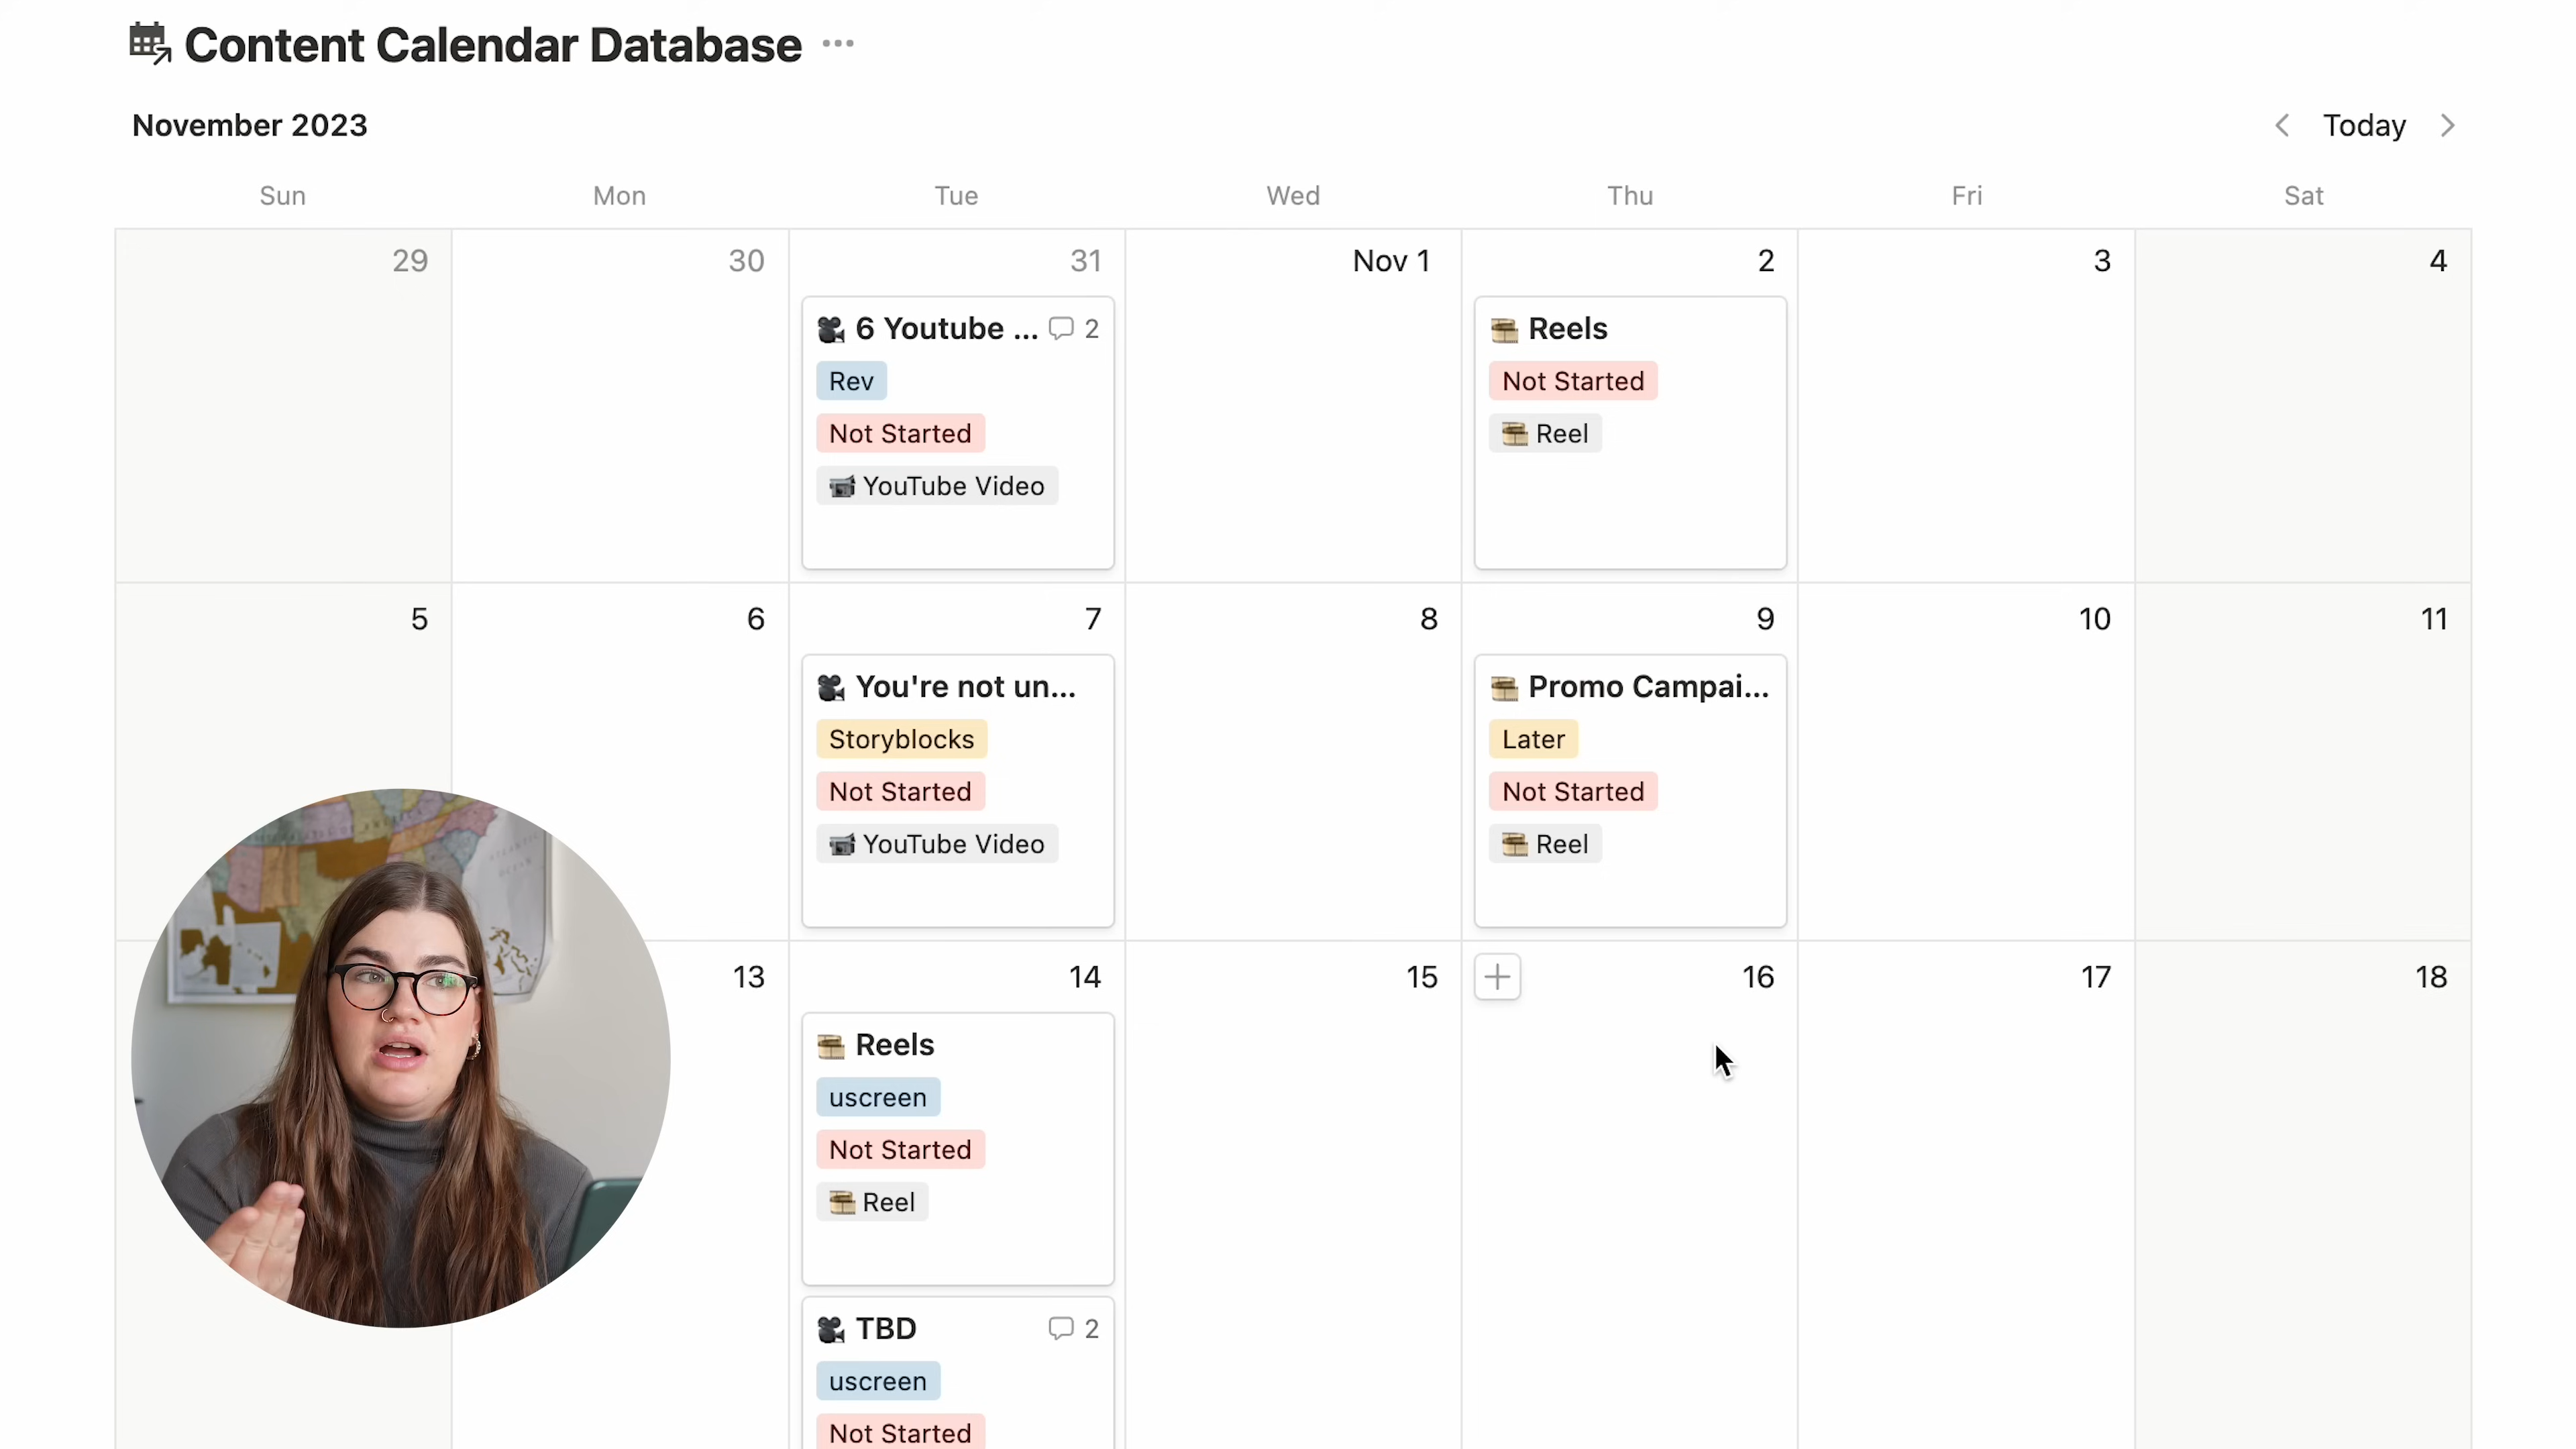 Content Calendar Database
November 2023
Today
Sun Mon Tue Wed Thu Fri Sat
29 30 31 Nov 1 2 3 4
6 Youtube ... 2
Rev
Not Started
YouTube Video
Reels
Not Started
Reel
5 6 7 8 9 10 11
You're not un...
Storyblocks
Not Started
YouTube Video
Promo Campai...
Later
Not Started
Reel
13 14 15 16 17 18
Reels
uscreen
Not Started
Reel
TBD 2
uscreen
Not Started